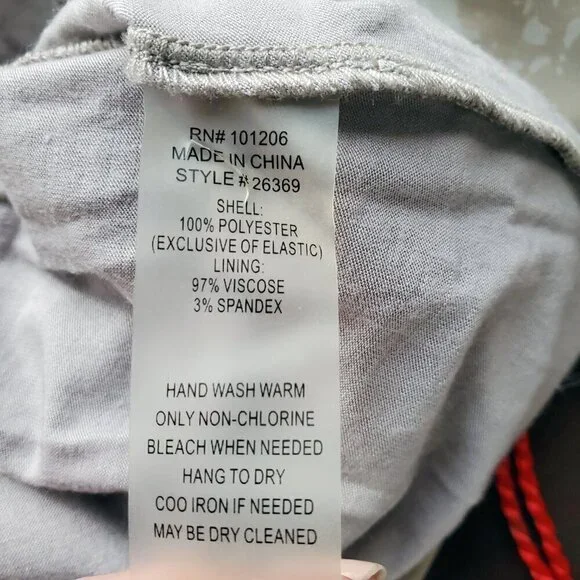 RN# 101206
MADE IN CHINA
STYLE # 26369
SHELL:
100% POLYESTER
(EXCLUSIVE OF ELASTIC)
LINING:
97% VISCOSE
3% SPANDEX
HAND WASH WARM
ONLY NON-CHLORINE
BLEACH WHEN NEEDED
HANG TO DRY
COO IRON IF NEEDED
MAY BE DRY CLEANED